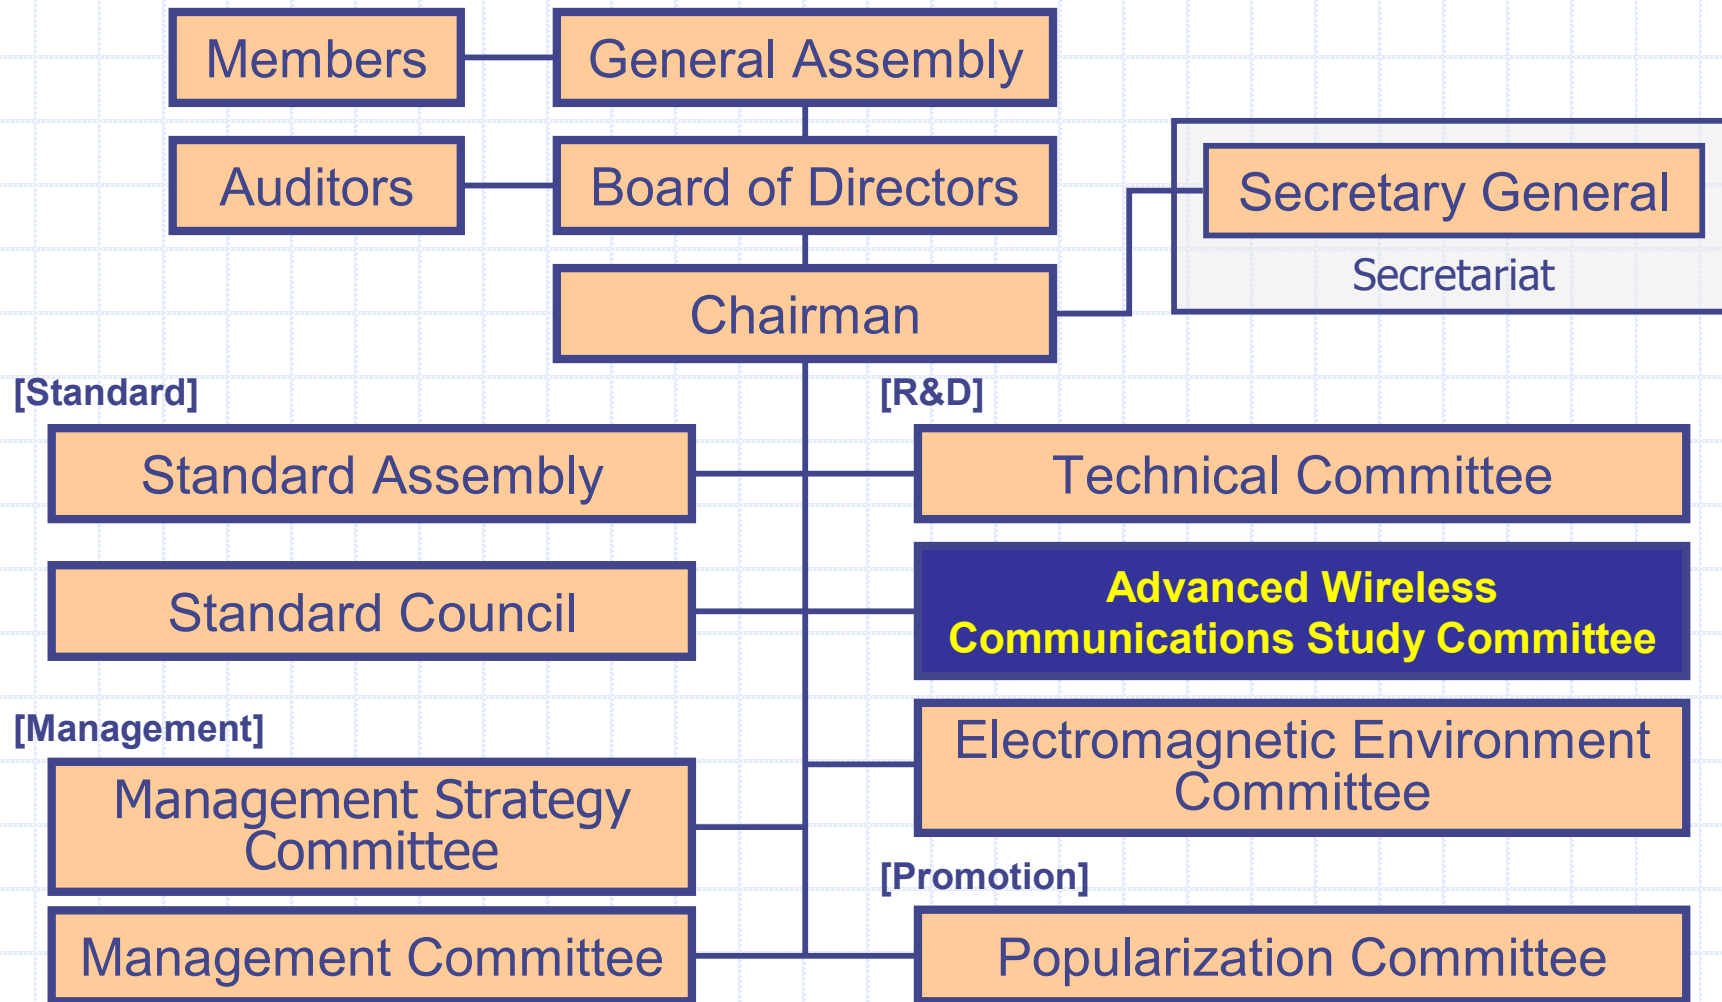 Members
General Assembly
Auditors
Board of Directors
Secretary General
Secretariat
Chairman
[Standard]
[R&D]
Standard Assembly
Technical Committee
Standard Council
Advanced Wireless
Communications Study Committee
[Management]
Electromagnetic Environment
Committee
Management Strategy
Committee
[Promotion]
Management Committee
Popularization Committee